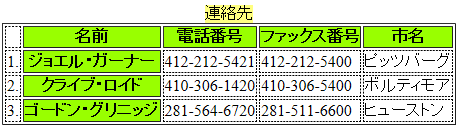 連絡先
名前 電話番号 ファックス番号 市名
1. ジョエル・ガーナー 412-212-5421 412-212-5400 ピッツバーグ
2. クライブ・ロイド 410-306-1420 410-306-5400 ボルティモア
3. ゴードン・グリニッジ 281-564-6720 281-511-6600 ヒューストン